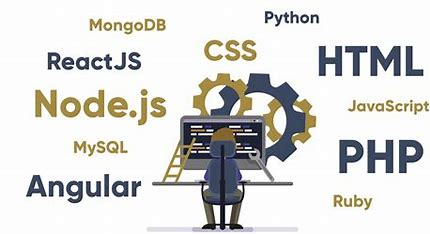 MongoDB
Python
ReactJS
CSS
HTML
Node.js
JavaScript
MySQL
PHP
Angular
Ruby